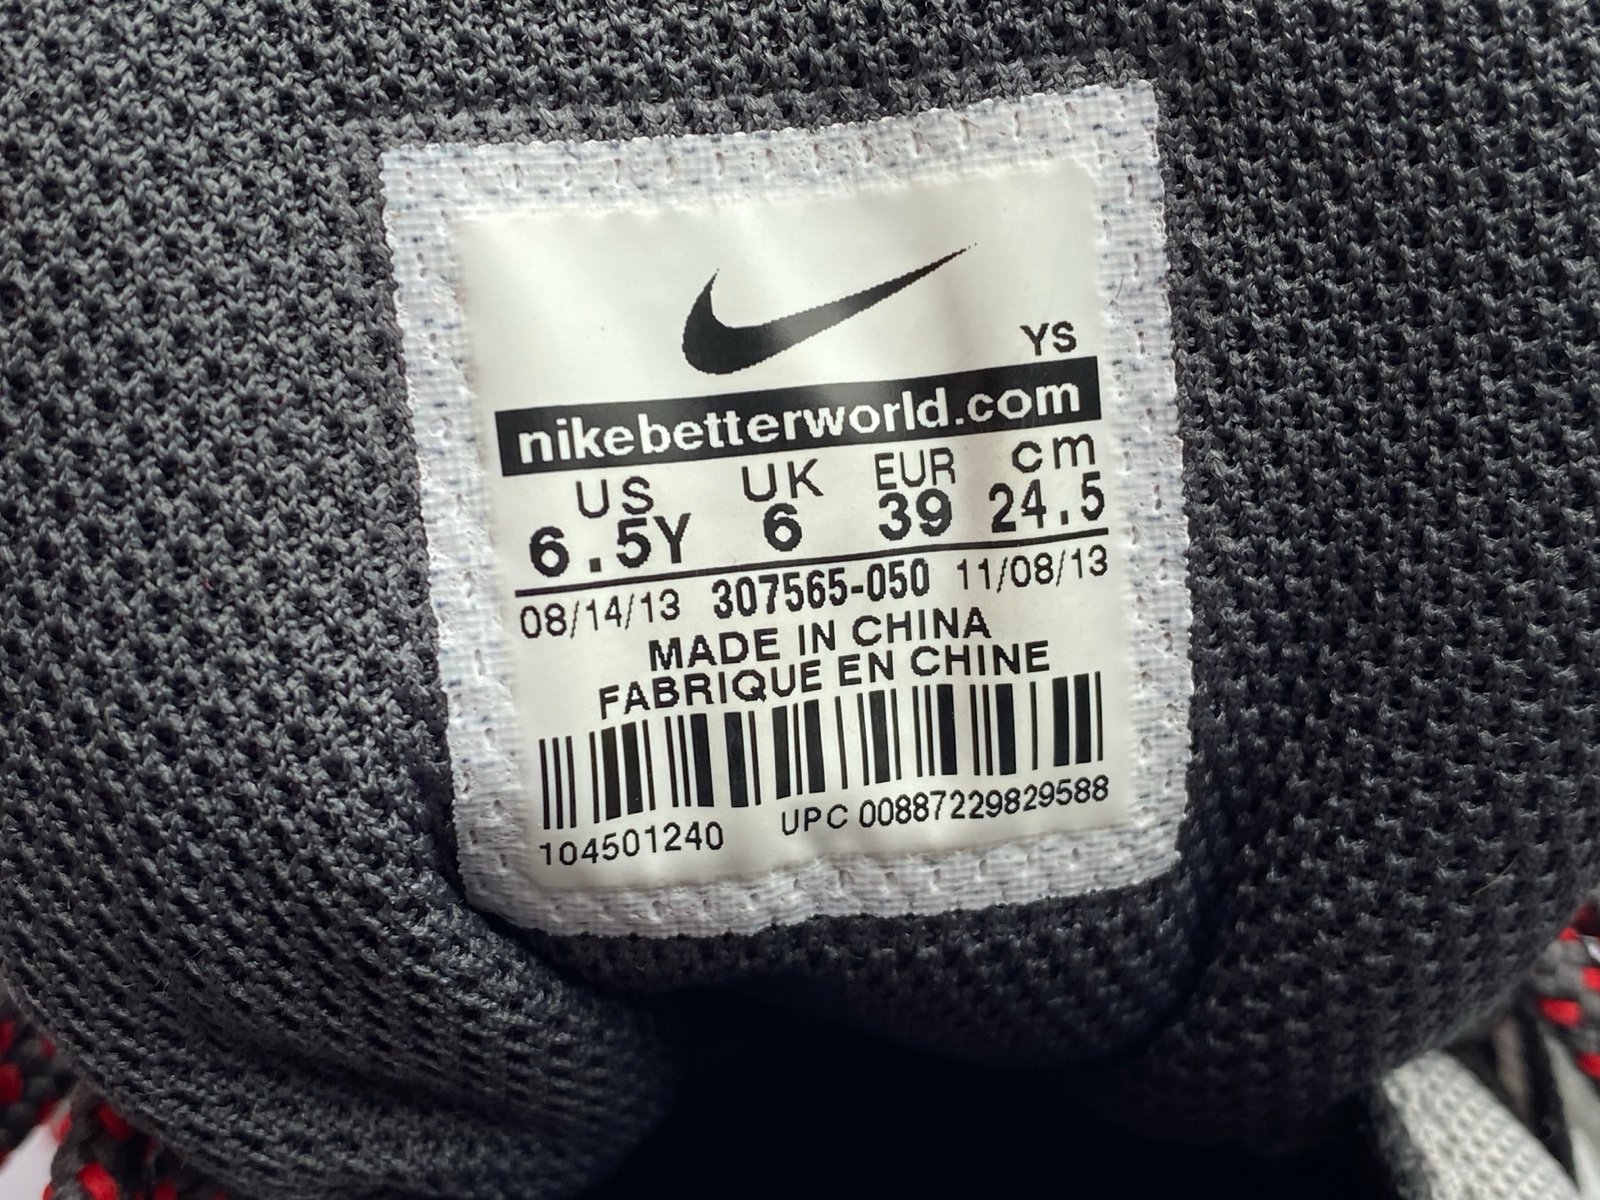 YS
nikebetterworld.com
US UK EUR cm
6.5Y 6 39 24.5
08/14/13 307565-050 11/08/13
MADE IN CHINA
FABRIQUE EN CHINE
104501240 UPC 00887229829588